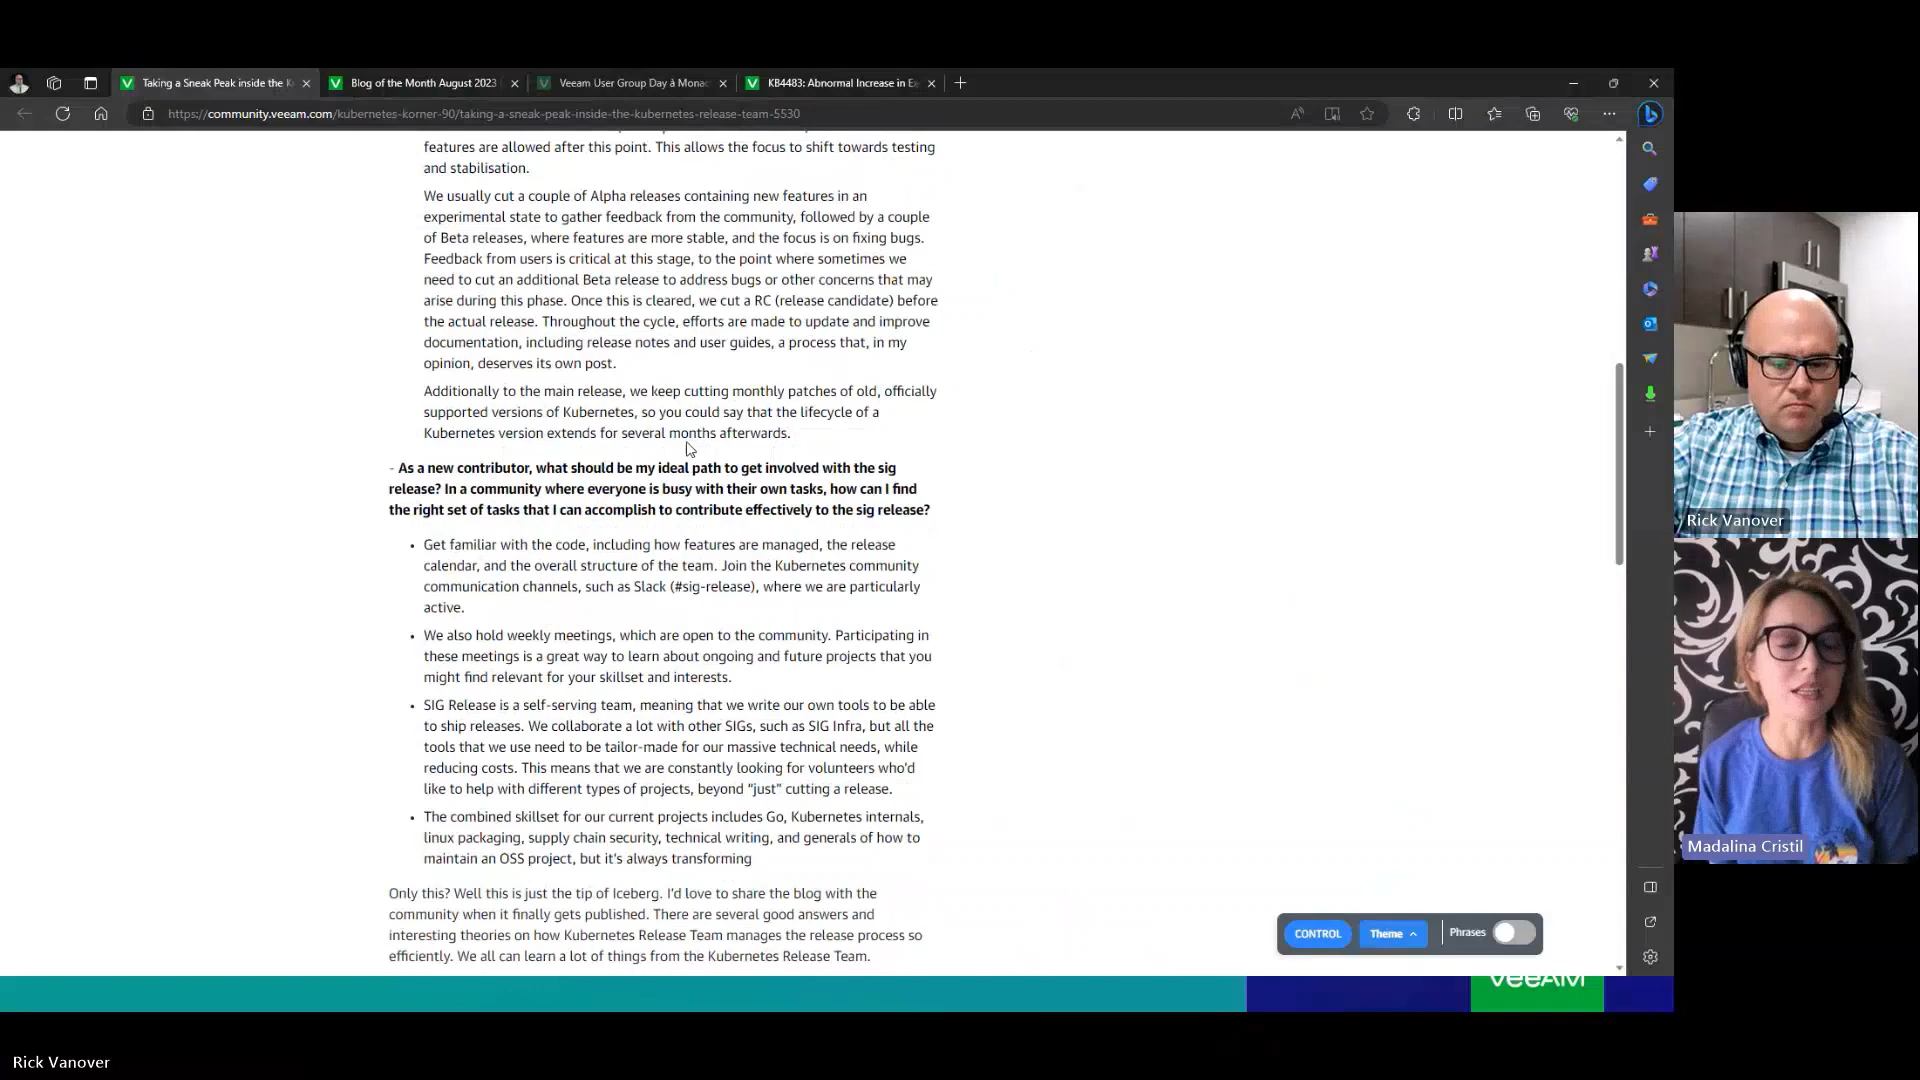 Taking a Sneak Peak inside the K
Blog of the Month August 2023
Veeam User Group Day à Mona
KB4483: Abnormal Increase in E
https://community.veeam.com/kubernetes-korner-90/taking-a-sneak-peak-inside-the-kubernetes-release-team-5530
features are allowed after this point. This allows the focus to shift towards testing
and stabilisation.
We usually cut a couple of Alpha releases containing new features in an
experimental state to gather feedback from the community, followed by a couple
of Beta releases, where features are more stable, and the focus is on fixing bugs.
Feedback from users is critical at this stage, to the point where sometimes we
need to cut an additional Beta release to address bugs or other concerns that may
arise during this phase. Once this is cleared, we cut a RC (release candidate) before
the actual release. Throughout the cycle, efforts are made to update and improve
documentation, including release notes and user guides, a process that, in my
opinion, deserves its own post.
Additionally to the main release, we keep cutting monthly patches of old, officially
supported versions of Kubernetes, so you could say that the lifecycle of a
Kubernetes version extends for several months afterwards.
- As a new contributor, what should be my ideal path to get involved with the sig
release? In a community where everyone is busy with their own tasks, how can I find
the right set of tasks that I can accomplish to contribute effectively to the sig release?
• Get familiar with the code, including how features are managed, the release
calendar, and the overall structure of the team. Join the Kubernetes community
communication channels, such as Slack (#sig-release), where we are particularly
active.
• We also hold weekly meetings, which are open to the community. Participating in
these meetings is a great way to learn about ongoing and future projects that you
might find relevant for your skillset and interests.
• SIG Release is a self-serving team, meaning that we write our own tools to be able
to ship releases. We collaborate a lot with other SIGs, such as SIG Infra, but all the
tools that we use need to be tailor-made for our massive technical needs, while
reducing costs. This means that we are constantly looking for volunteers who'd
like to help with different types of projects, beyond "just" cutting a release.
• The combined skillset for our current projects includes Go, Kubernetes internals,
linux packaging, supply chain security, technical writing, and generals of how to
maintain an OSS project, but it's always transforming
Only this? Well this is just the tip of Iceberg. I'd love to share the blog with the
community when it finally gets published. There are several good answers and
interesting theories on how Kubernetes Release Team manages the release process so
efficiently. We all can learn a lot of things from the Kubernetes Release Team.
CONTROL
Theme
Phrases
veeAM
Rick Vanover
Madalina Cristil
Rick Vanover